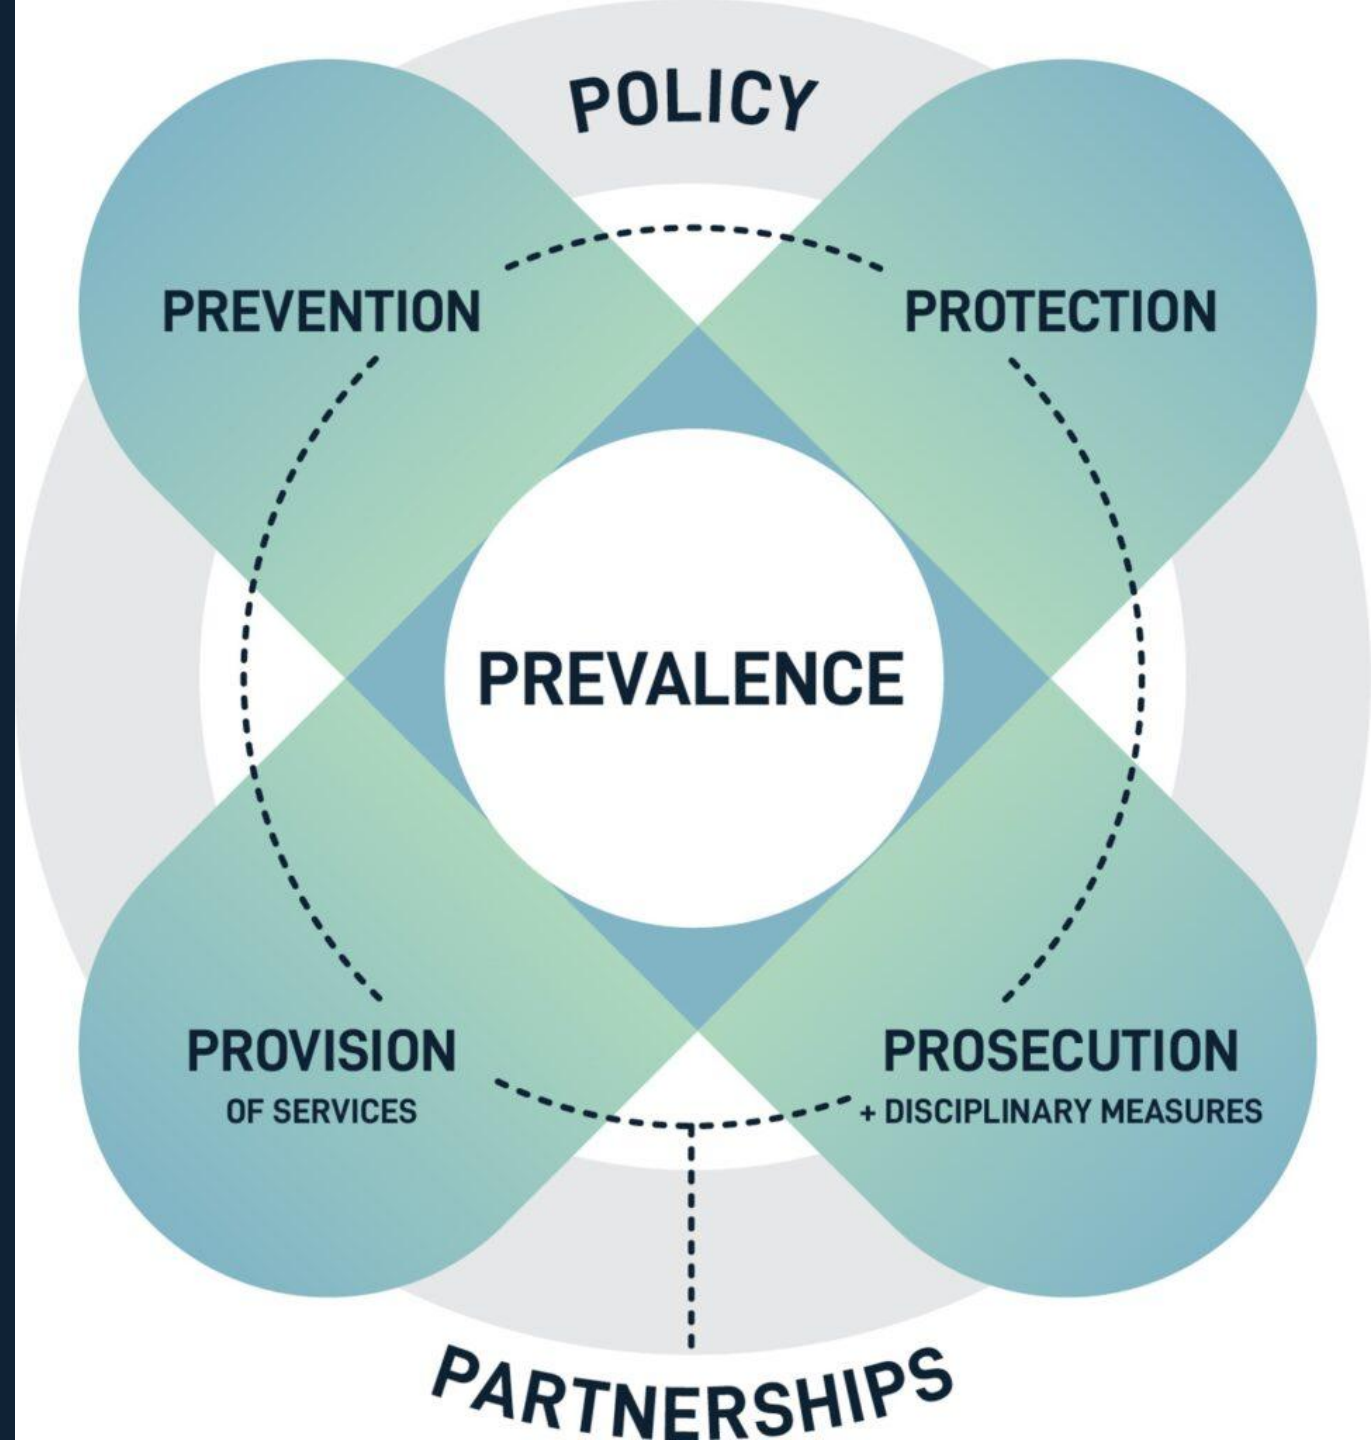 POLICY
PREVENTION
PROTECTION
PREVALENCE
PROVISION
OF SERVICES
PROSECUTION
+ DISCIPLINARY MEASURES
PARTNERSHIPS